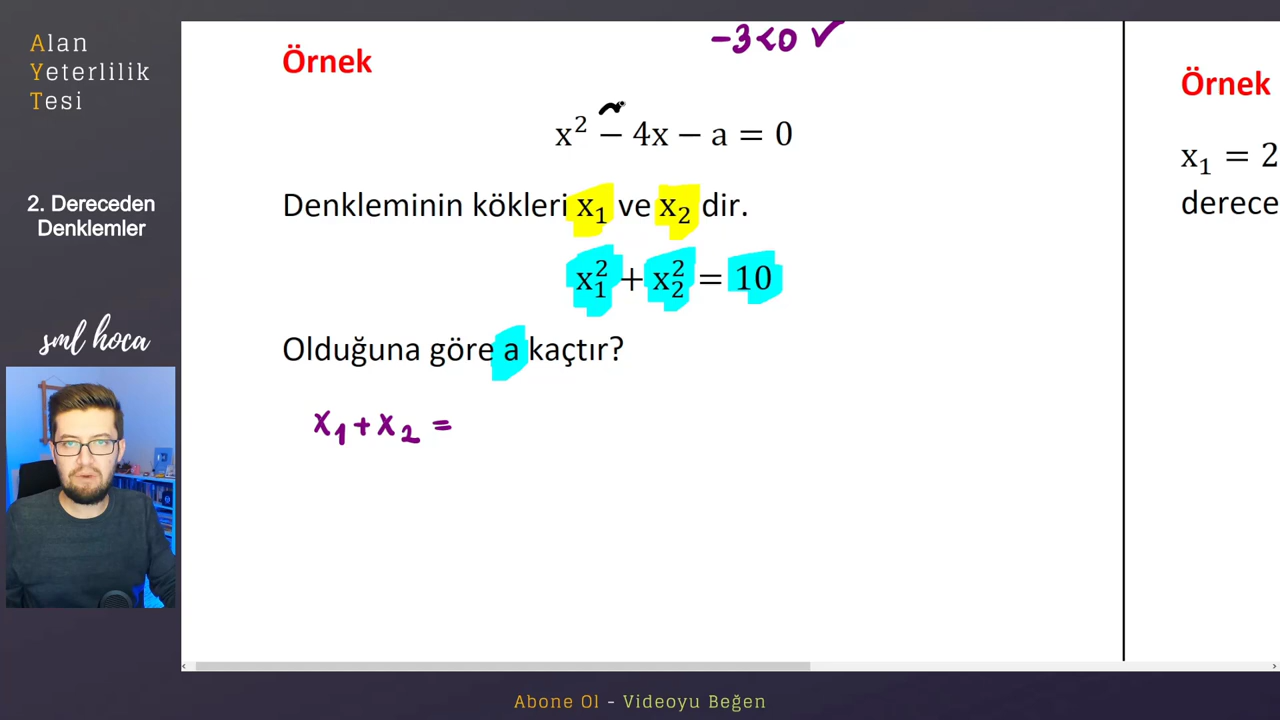 Alan
Yeterlilik
Tesi
2. Dereceden
Denklemler
sml hoca
-3<0 ✓
Örnek
x² − 4x − a = 0
Denkleminin kökleri x₁ ve x₂ dir.
x₁² + x₂² = 10
Olduğuna göre a kaçtır?
x₁ + x₂ =
Örnek
x₁ = 2
derece
Abone Ol - Videoyu Beğen